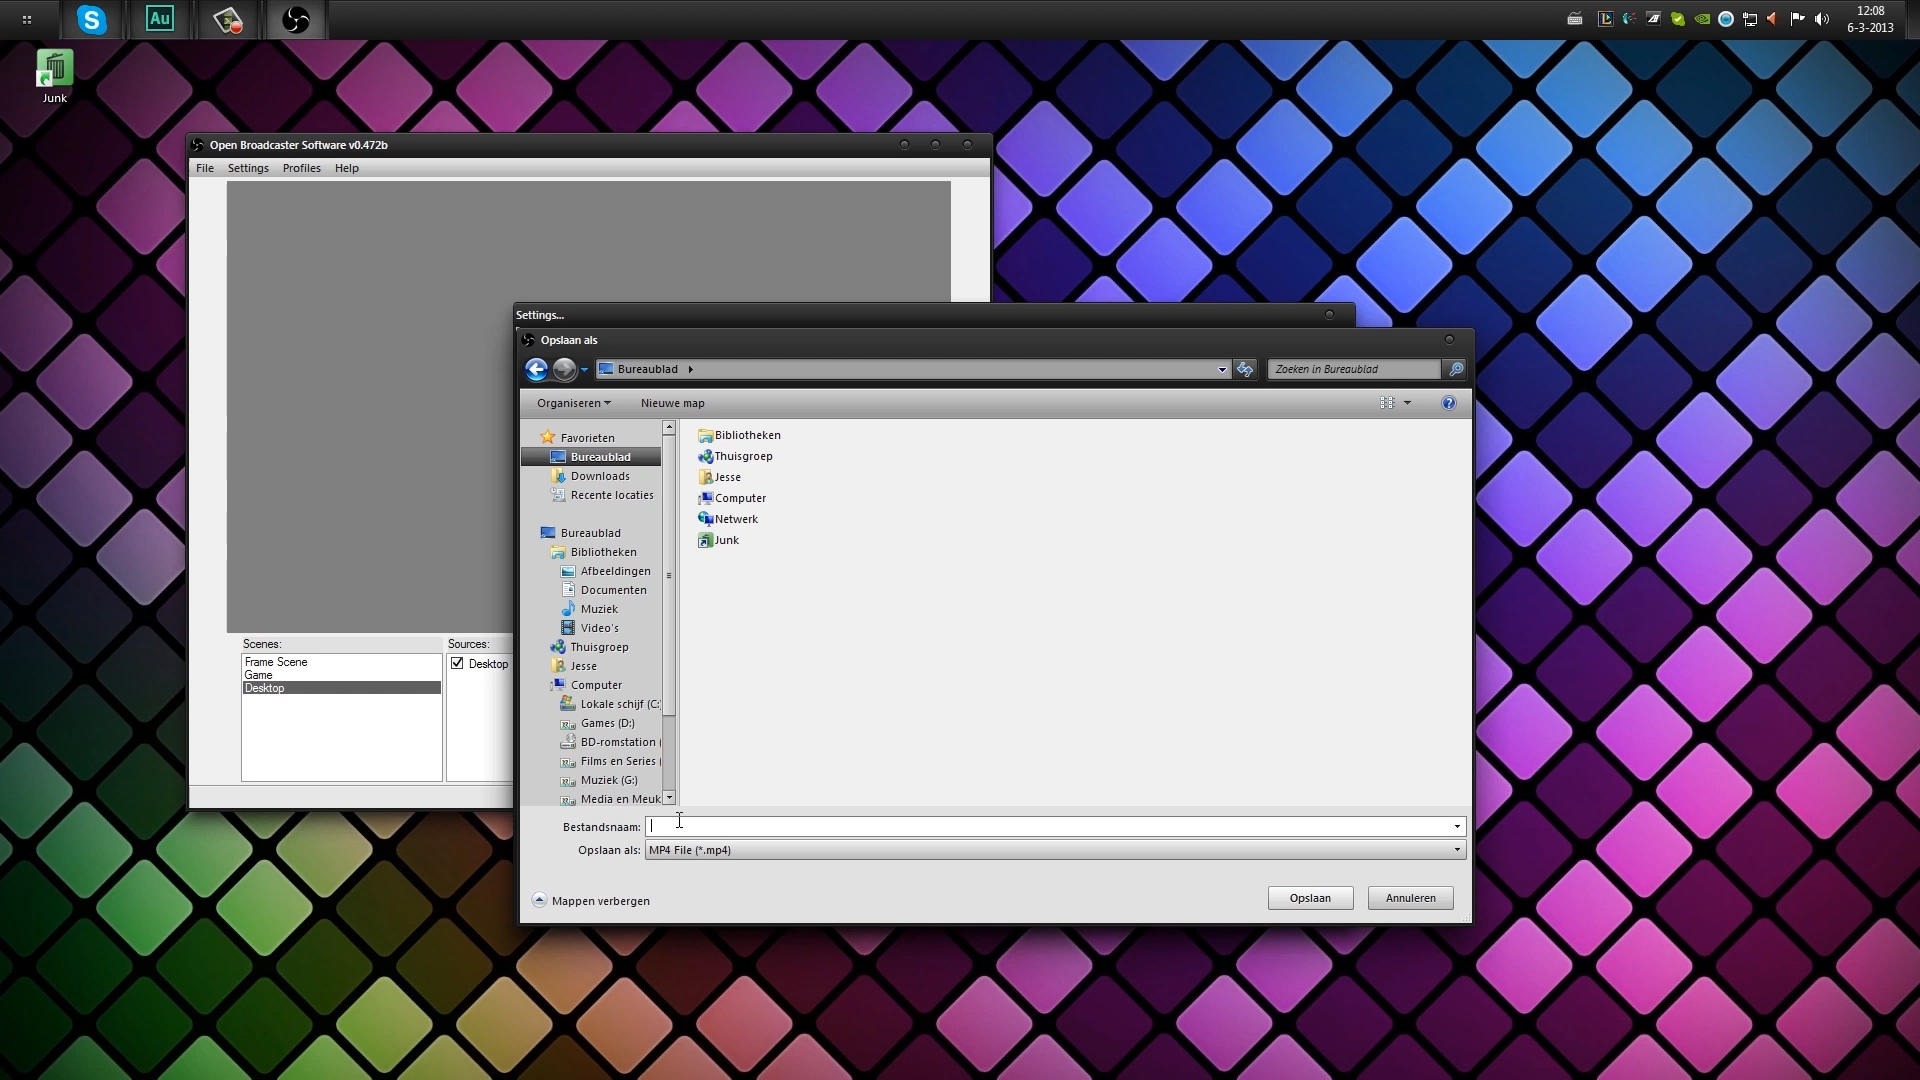 12:08
6-3-2013
Au
Junk
Open Broadcaster Software v0.472b
File Settings Profiles Help
Settings...
Opslaan als
Bureaublad
Zoeken in Bureaublad
Organiseren Nieuwe map
Favorieten
Bureaublad
Downloads
Recente locaties
Bureaublad
Bibliotheken
Afbeeldingen
Documenten
Muziek
Video's
Thuisgroep
Jesse
Computer
Lokale schijf (C:
Games (D:)
BD-romstation (
Films en Series (
Muziek (G:)
Media en Meuk
Bibliotheken
Thuisgroep
Jesse
Computer
Netwerk
Junk
Bestandsnaam:
Opslaan als: MP4 File (*.mp4)
Mappen verbergen
Opslaan Annuleren
Scenes:
Frame Scene
Game
Desktop
Sources:
Desktop